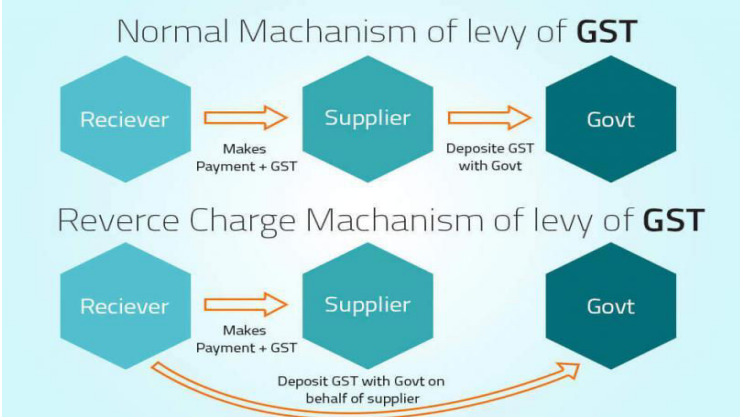 Normal Machanism of levy of GST
Reciever
Supplier
Govt
Makes
Payment + GST
Deposite GST
with Govt
Reverce Charge Machanism of levy of GST
Reciever
Supplier
Govt
Makes
Payment + GST
Deposit GST with Govt on
behalf of supplier